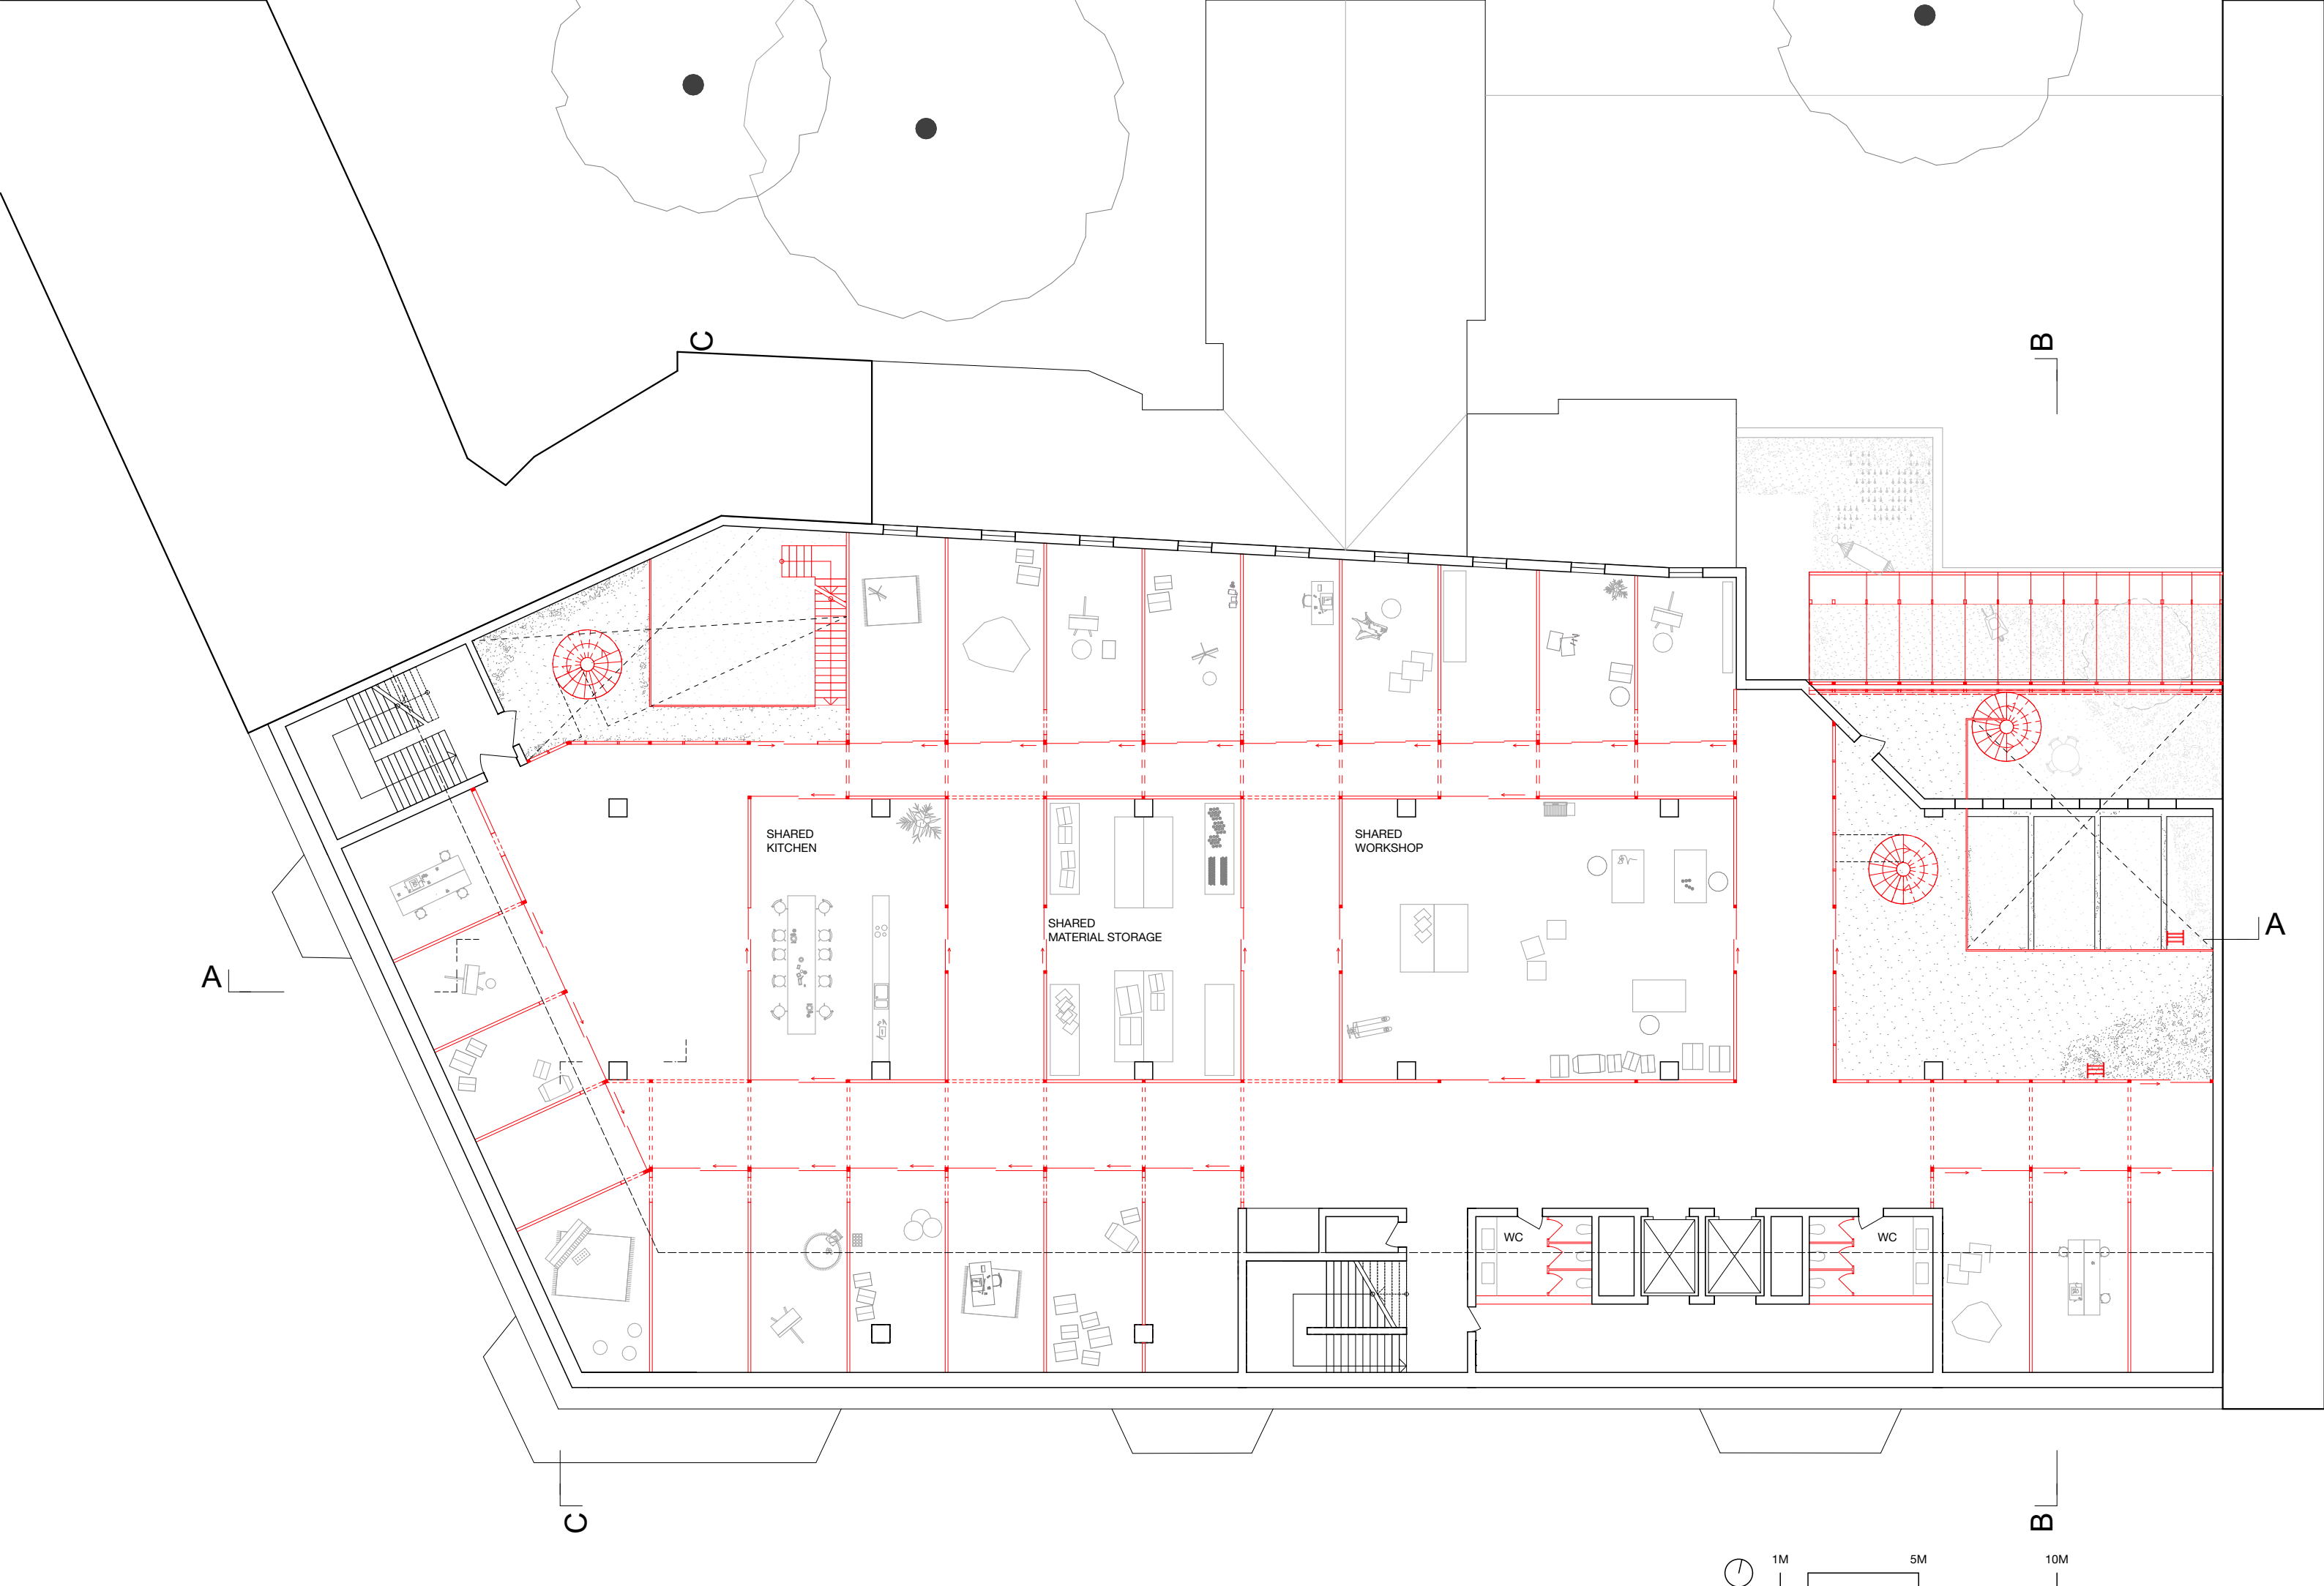 C
B
SHARED
KITCHEN
SHARED
WORKSHOP
SHARED
MATERIAL STORAGE
A
A
WC
WC
C
B
1M
5M
10M